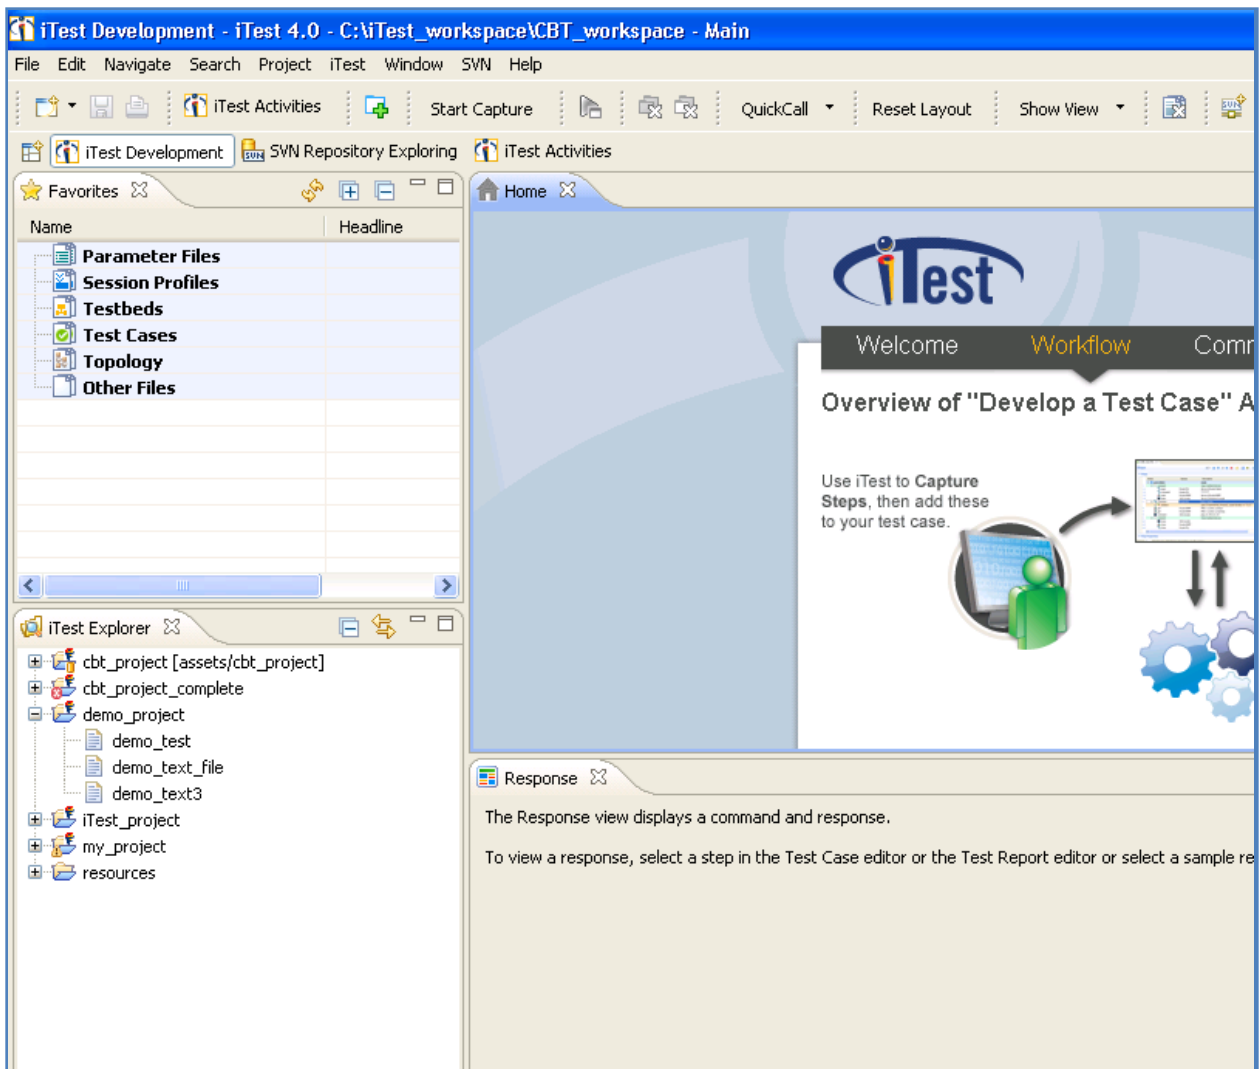 iTest Development - iTest 4.0 - C:\iTest_workspace\CBT_workspace - Main
File Edit Navigate Search Project iTest Window SVN Help
iTest Activities Start Capture QuickCall Reset Layout Show View
iTest Development SVN Repository Exploring iTest Activities
Favorites
Name Headline
Parameter Files
Session Profiles
Testbeds
Test Cases
Topology
Other Files
iTest Explorer
cbt_project [assets/cbt_project]
cbt_project_complete
demo_project
demo_test
demo_text_file
demo_text3
iTest_project
my_project
resources
Home
iTest
Welcome Workflow Comm
Overview of "Develop a Test Case" A
Use iTest to Capture
Steps, then add these
to your test case.
Response
The Response view displays a command and response.
To view a response, select a step in the Test Case editor or the Test Report editor or select a sample re